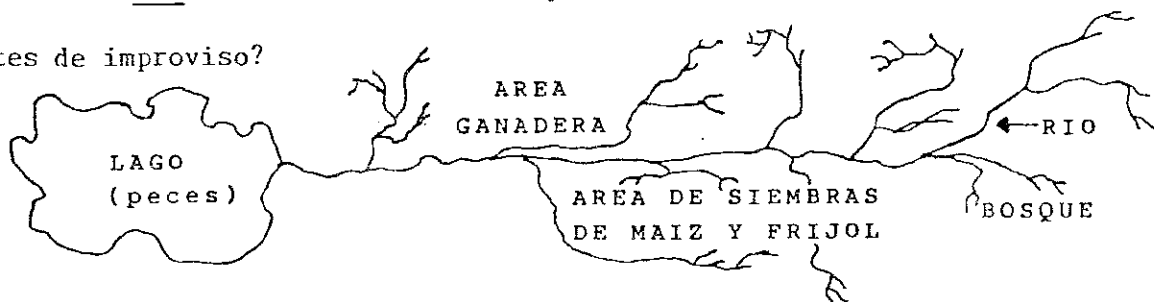 tes de improviso?
AREA
GANADERA
RIO
LAGO
(peces)
AREA DE SIEMBRAS
DE MAIZ Y FRIJOL
BOSQUE